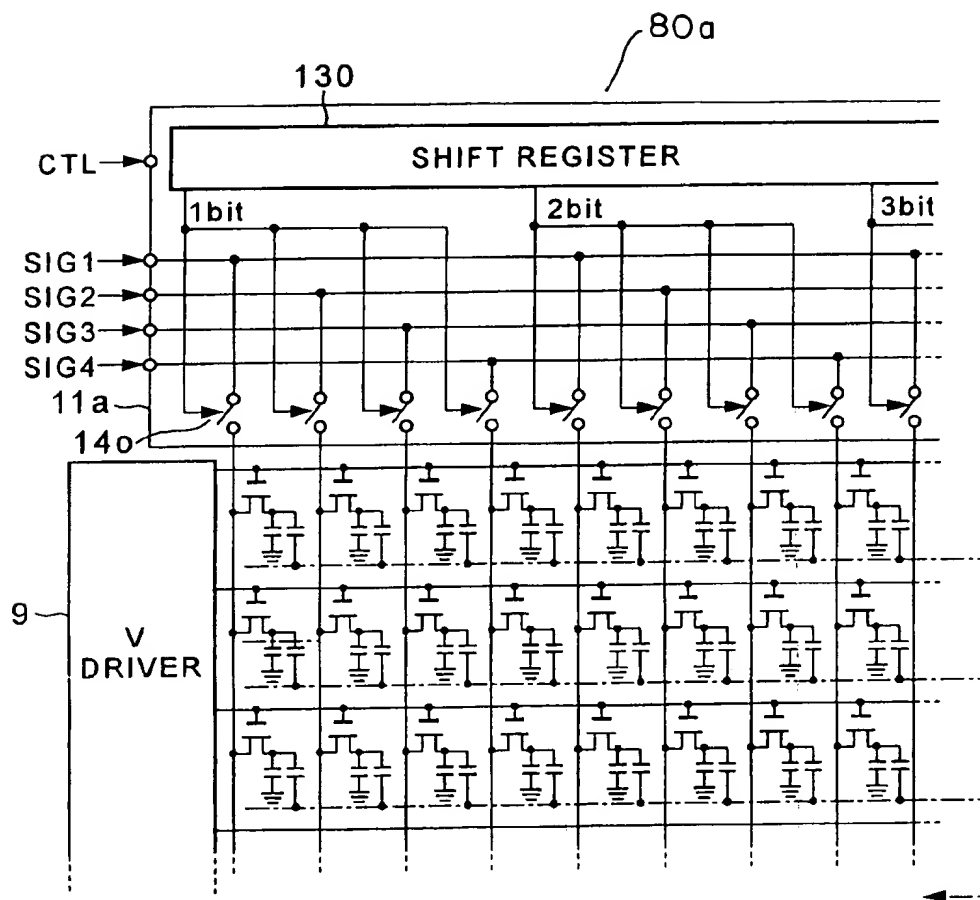 80a
130
CTL
SHIFT REGISTER
1bit
2bit
3bit
SIG1
SIG2
SIG3
SIG4
11a
14o
9
V
DRIVER